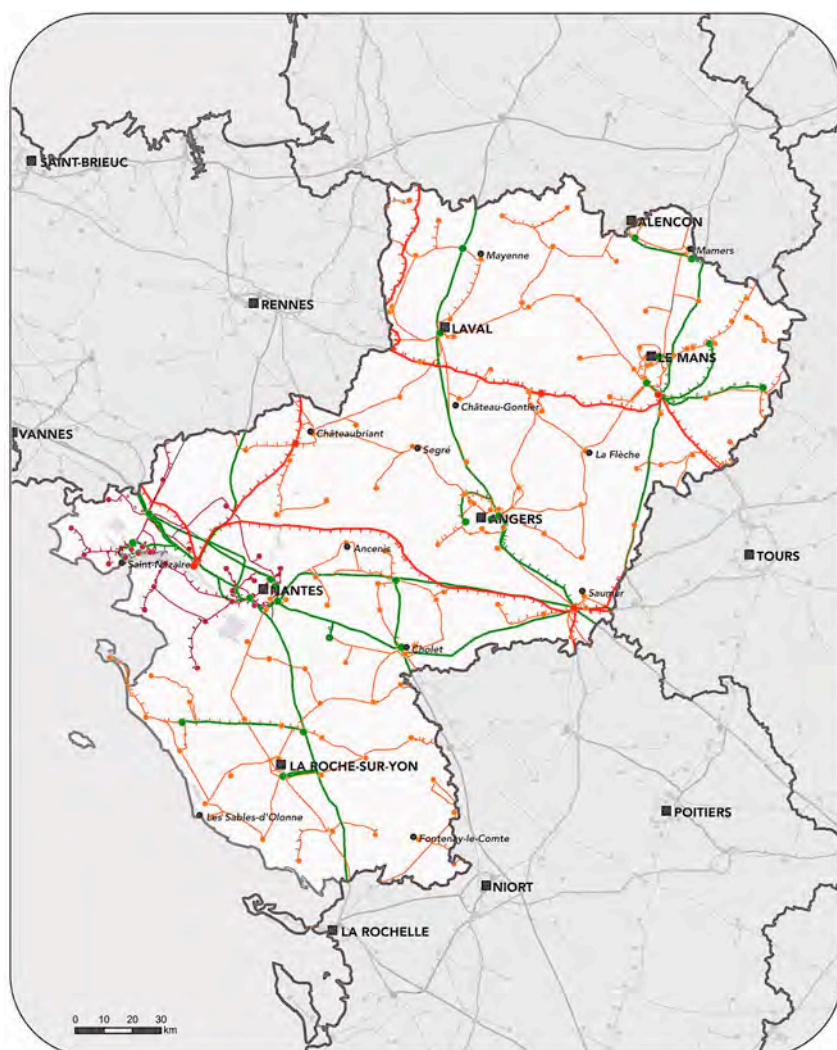 SAINT-BRIEUC
ALENCON
Mamers
Mayenne
RENNES
LAVAL
LE MANS
Château-Gontier
VANNES
Châteaubriant
Segré
La Flèche
ANGERS
Ancenis
TOURS
Saint-Nazaire
NANTES
Saumur
Cholet
LA ROCHE-SUR-YON
Les Sables-d'Olonne
POITIERS
Fontenay-le-Comte
NIORT
LA ROCHELLE
0 10 20 30
km